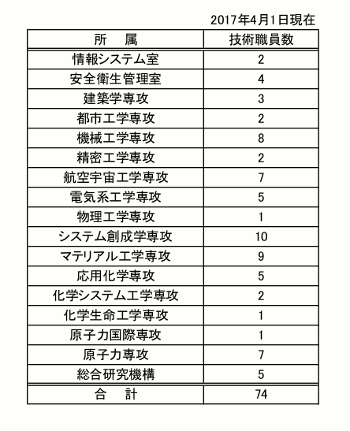 2017年4月1日現在
所 属 技術職員数
情報システム室 2
安全衛生管理室 4
建築学専攻 3
都市工学専攻 2
機械工学専攻 8
精密工学専攻 2
航空宇宙工学専攻 7
電気系工学専攻 5
物理工学専攻 1
システム創成学専攻 10
マテリアル工学専攻 9
応用化学専攻 5
化学システム工学専攻 2
化学生命工学専攻 1
原子力国際専攻 1
原子力専攻 7
総合研究機構 5
合 計 74